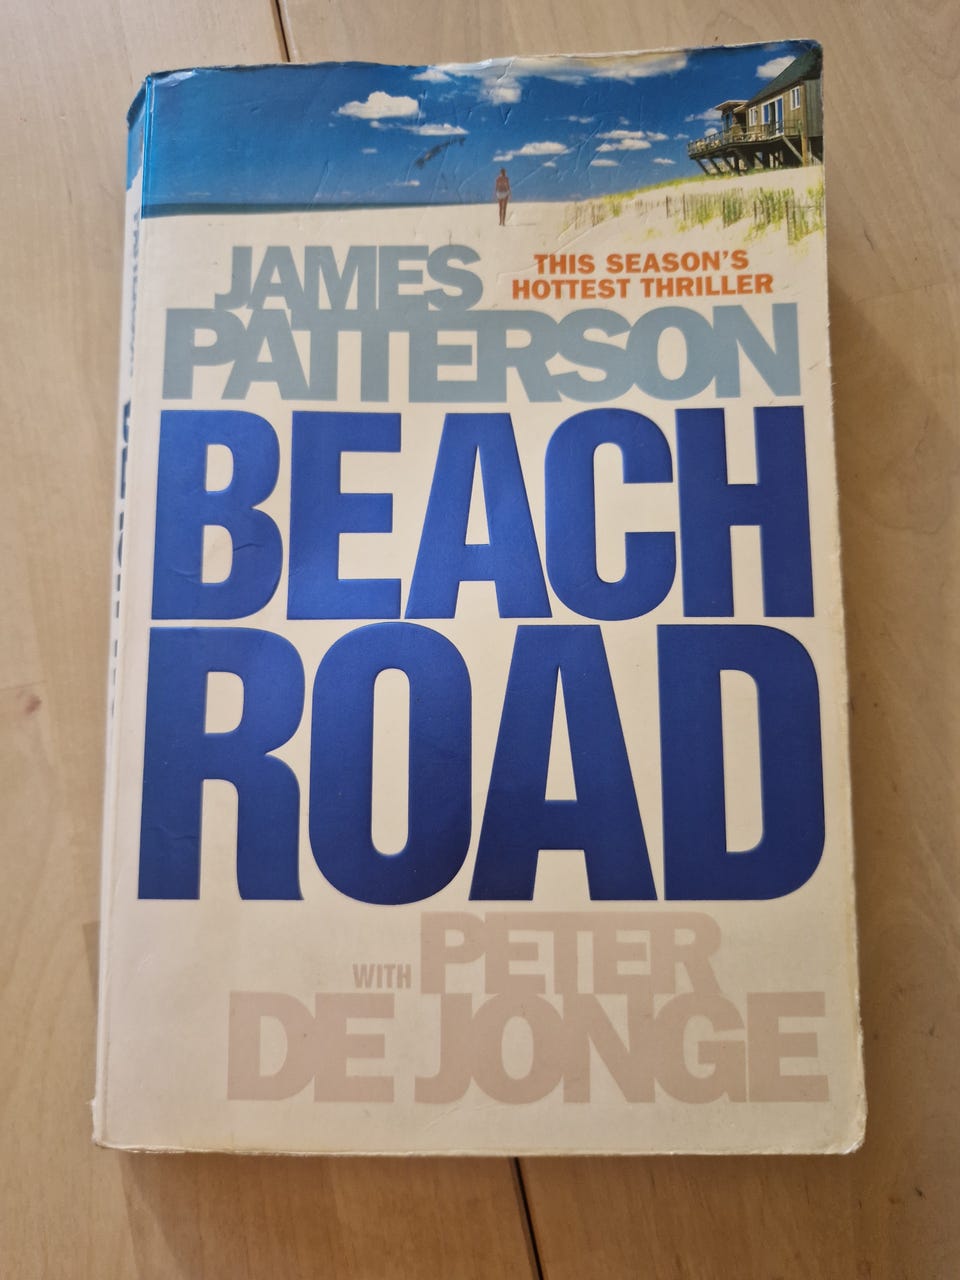 JAMES
THIS SEASON'S
HOTTEST THRILLER
PATTERSON
BEACH
ROAD
WITH PETER
DE JONGE